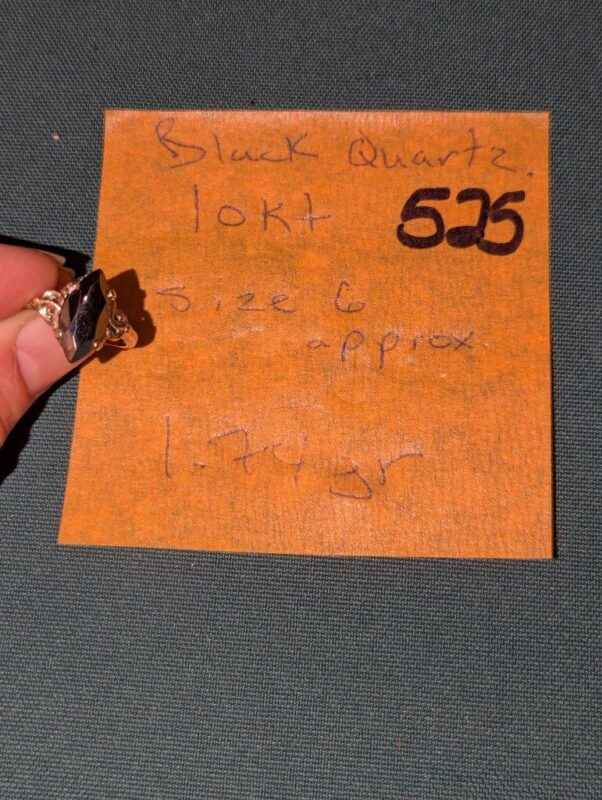 Black Quartz.
10Kt
525
Size 6
approx
1.74 gr